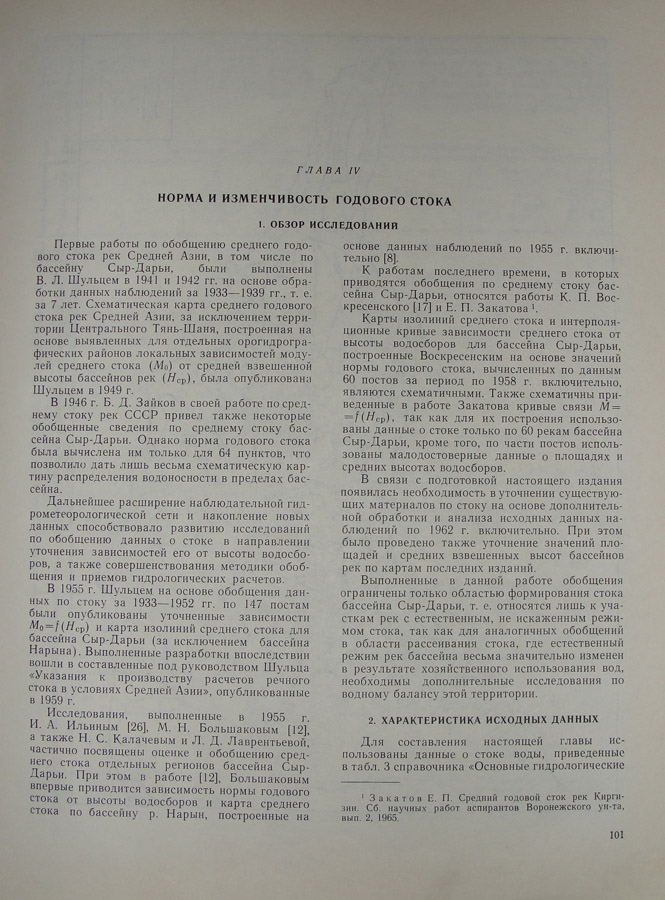 ГЛАВА IV
НОРМА И ИЗМЕНЧИВОСТЬ ГОДОВОГО СТОКА
1. ОБЗОР ИССЛЕДОВАНИЙ
Первые работы по обобщению среднего годо-
вого стока рек Средней Азии, в том числе по
бассейну Сыр-Дарьи, были выполнены
В. Л. Шульцем в 1941 и 1942 гг. на основе обра-
ботки данных наблюдений за 1933—1939 гг., т. е.
за 7 лет. Схематическая карта среднего годового
стока рек Средней Азии, за исключением терри-
тории Центрального Тянь-Шаня, построенная на
основе выявленных для отдельных орогидрогра-
фических районов локальных зависимостей моду-
лей среднего стока (M₀) от средней взвешенной
высоты бассейнов рек (Hср), была опубликована
Шульцем в 1949 г.
В 1946 г. Б. Д. Зайков в своей работе по сред-
нему стоку рек СССР привел также некоторые
обобщенные сведения по среднему стоку бас-
сейна Сыр-Дарьи. Однако норма годового стока
была вычислена им только для 64 пунктов, что
позволило дать лишь весьма схематическую кар-
тину распределения водоносности в пределах бас-
сейна.
Дальнейшее расширение наблюдательной гид-
рометеорологической сети и накопление новых
данных способствовало развитию исследований
по обобщению данных о стоке в направлении
уточнения зависимостей его от высоты водосбо-
ров, а также совершенствования методики обоб-
щения и приемов гидрологических расчетов.
В 1955 г. Шульцем на основе обобщения дан-
ных по стоку за 1933—1952 гг. по 147 постам
были опубликованы уточненные зависимости
M₀=f(Hср) и карта изолиний среднего стока для
бассейна Сыр-Дарьи (за исключением бассейна
Нарына). Выполненные разработки впоследствии
вошли в составленные под руководством Шульца
«Указания к производству расчетов речного
стока в условиях Средней Азии», опубликованные
в 1959 г.
Исследования, выполненные в 1955 г.
И. А. Ильиным [26], М. Н. Большаковым [12],
а также Н. С. Калачевым и Л. Д. Лаврентьевой,
частично посвящены оценке и обобщению сред-
него стока отдельных регионов бассейна Сыр-
Дарьи. При этом в работе [12], Большаковым
впервые приводится зависимость нормы годового
стока от высоты водосборов и карта среднего
стока по бассейну р. Нарын, построенные на
основе данных наблюдений по 1955 г. включи-
тельно [8].
К работам последнего времени, в которых
приводятся обобщения по среднему стоку бас-
сейна Сыр-Дарьи, относятся работы К. П. Вос-
кресенского [17] и Е. П. Закатова ¹.
Карты изолиний среднего стока и интерполя-
ционные кривые зависимости среднего стока от
высоты водосборов для бассейна Сыр-Дарьи,
построенные Воскресенским на основе значений
нормы годового стока, вычисленных по данным
60 постов за период по 1958 г. включительно,
являются схематичными. Также схематичны при-
веденные в работе Закатова кривые связи M=
=f(Hср), так как для их построения использо-
ваны данные о стоке только по 60 рекам бассейна
Сыр-Дарьи, кроме того, по части постов исполь-
зованы малодостоверные данные о площадях и
средних высотах водосборов.
В связи с подготовкой настоящего издания
появилась необходимость в уточнении существую-
щих материалов по стоку на основе дополнитель-
ной обработки и анализа исходных данных на-
блюдений по 1962 г. включительно. При этом
было проведено также уточнение значений пло-
щадей и средних взвешенных высот бассейнов
рек по картам последних изданий.
Выполненные в данной работе обобщения
ограничены только областью формирования стока
бассейна Сыр-Дарьи, т. е. относятся лишь к уча-
сткам рек с естественным, не искаженным режи-
мом стока, так как для аналогичных обобщений
в области рассеивания стока, где естественный
режим рек бассейна весьма значительно изменен
в результате хозяйственного использования вод,
необходимы дополнительные исследования по
водному балансу этой территории.
2. ХАРАКТЕРИСТИКА ИСХОДНЫХ ДАННЫХ
Для составления настоящей главы ис-
пользованы данные о стоке воды, приведенные
в табл. 3 справочника «Основные гидрологические
¹ Закатов Е. П. Средний годовой сток рек Кирги-
зии. Сб. научных работ аспирантов Воронежского ун-та,
вып. 2, 1965.
101